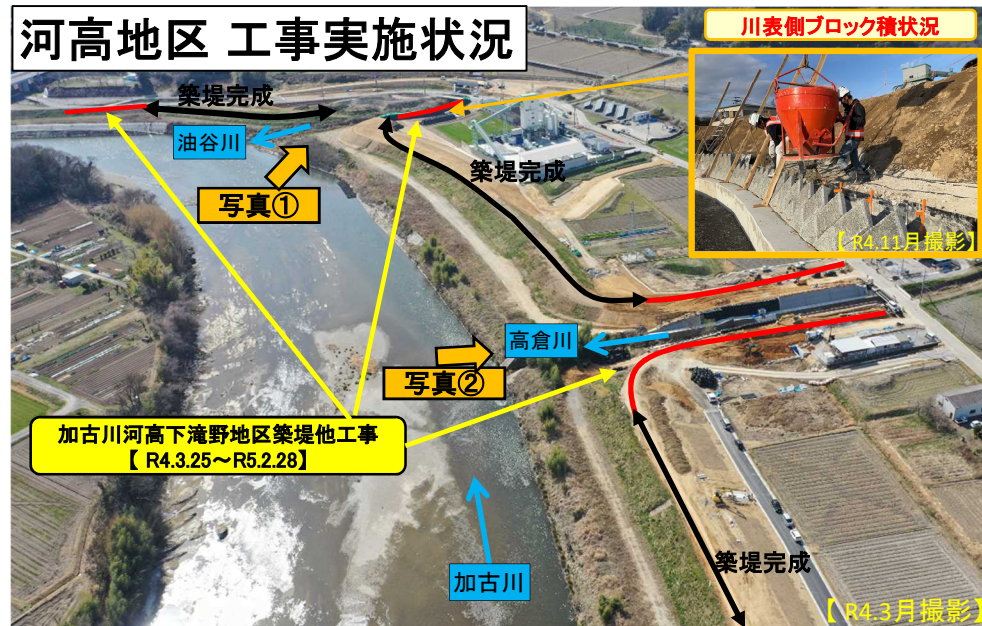 河高地区 工事実施状況
川表側ブロック積状況
築堤完成
油谷川
築堤完成
写真①
【 R4.11月撮影】
高倉川
写真②
加古川河高下滝野地区築堤他工事
【 R4.3.25～R5.2.28】
築堤完成
加古川
【 R4.3月撮影】